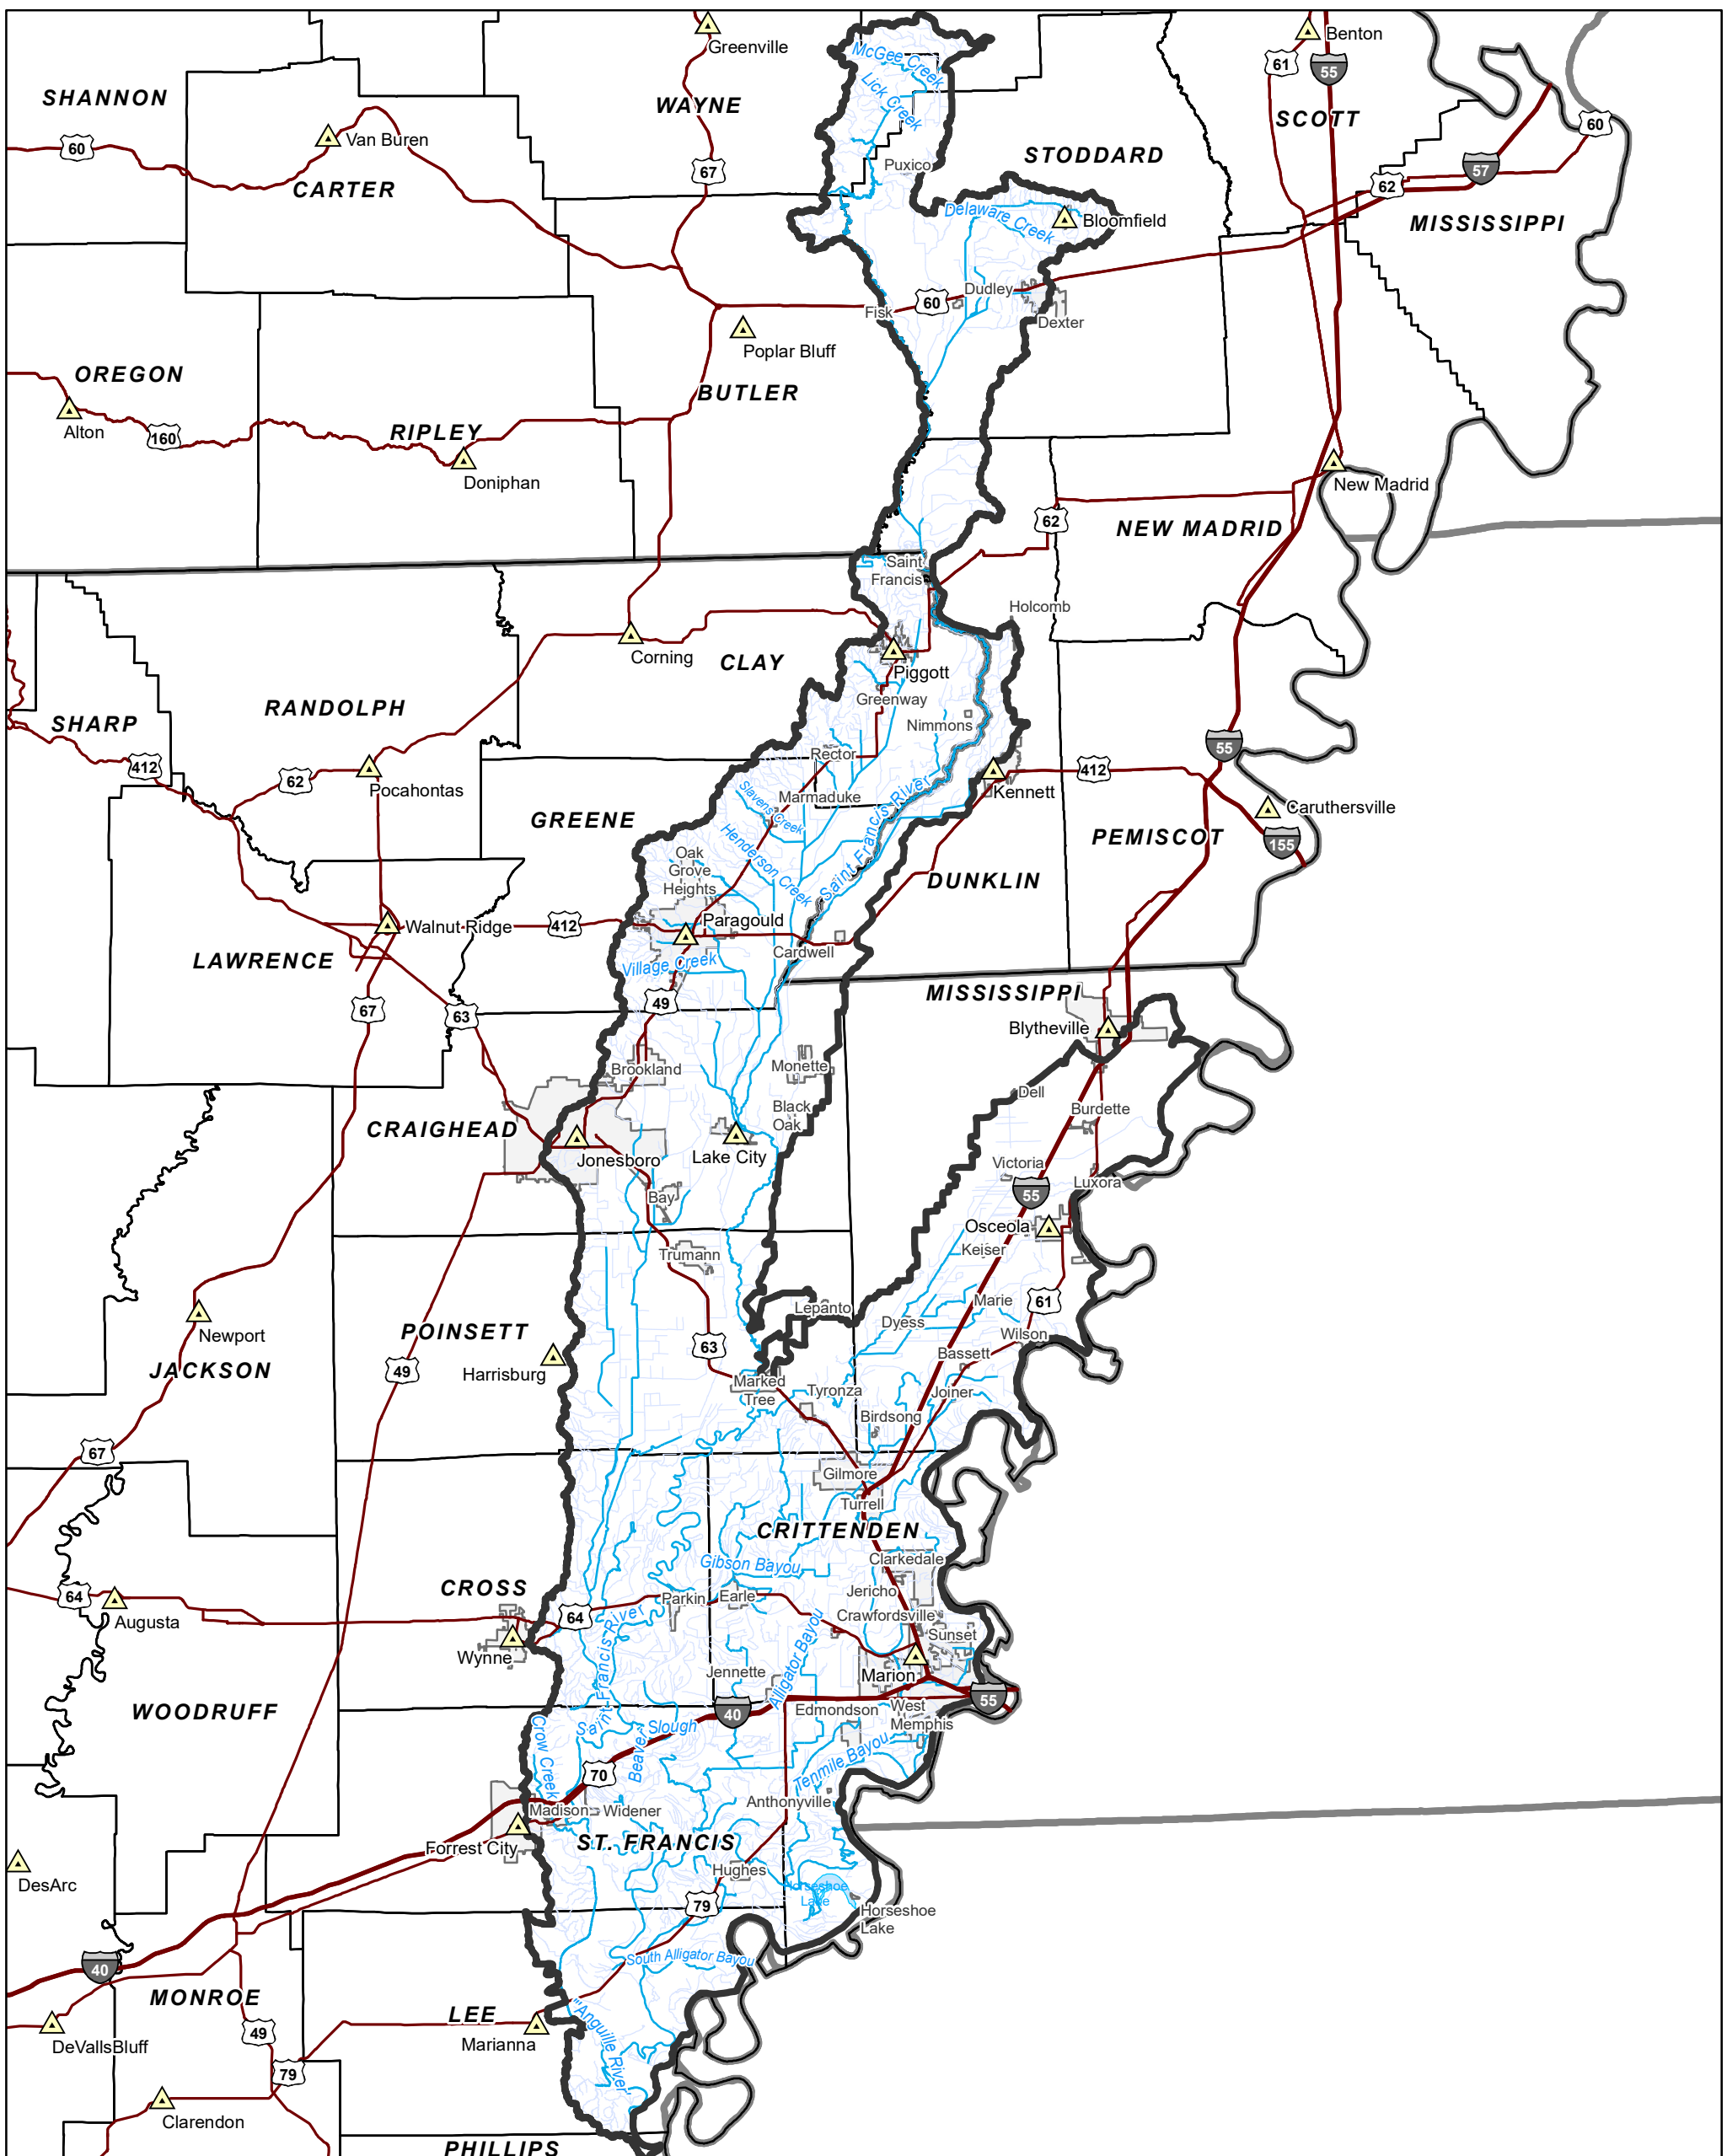 Greenville
Benton
61
55
McGee Creek
Lick Creek
SHANNON
WAYNE
SCOTT
60
Van Buren
60
STODDARD
Puxico
57
67
62
CARTER
MISSISSIPPI
Delaware Creek
Bloomfield
Dudley
60
Fisk
Dexter
Poplar Bluff
OREGON
BUTLER
Alton
160
RIPLEY
Doniphan
New Madrid
62
NEW MADRID
Saint
Francis
Holcomb
Corning
CLAY
Piggott
Greenway
RANDOLPH
SHARP
Nimmons
55
Rector
412
62
Pocahontas
412
Kennett
Marmaduke
Slavens Creek
Caruthersville
GREENE
Henderson Creek
Saint Francis River
PEMISCOT
155
Oak
Grove
Heights
DUNKLIN
Paragould
Walnut Ridge
412
Cardwell
LAWRENCE
Village Creek
MISSISSIPPI
49
67
63
Blytheville
Brookland
Monette
Dell
Black
Oak
Burdette
CRAIGHEAD
Jonesboro
Lake City
Victoria
Luxora
55
Bay
Osceola
Keiser
Trumann
Marie
61
Lepanto
Newport
Dyess
POINSETT
Wilson
63
Bassett
JACKSON
49
Harrisburg
Marked
Tree
Tyronza
Joiner
Birdsong
67
Gilmore
Turrell
CRITTENDEN
Clarkedale
Gibson Bayou
CROSS
Jericho
64
Parkin
Earle
Augusta
64
Crawfordsville
Saint Francis River
Alligator Bayou
Sunset
Wynne
Marion
Jennette
55
WOODRUFF
40
Edmondson
West
Memphis
Crow Creek
Saint
Slough
Beaver
Tenmile Bayou
70
Anthonyville
Madison
Widener
Forrest City
ST. FRANCIS
Hughes
DesArc
Horseshoe
Lake
79
Horseshoe
Lake
South Alligator Bayou
40
MONROE
LEE
49
Marianna
DeVallsBluff
"Anguille River
79
Clarendon
PHILLIPS